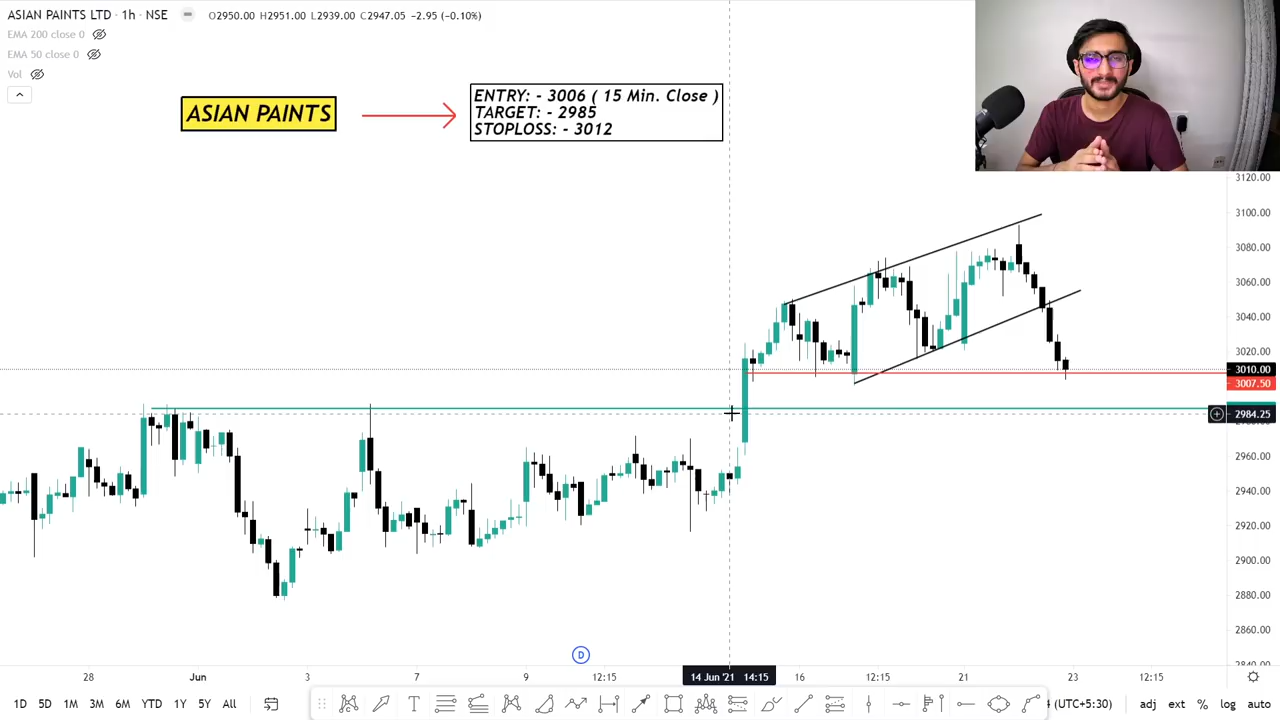 ASIAN PAINTS LTD · 1h · NSE O2950.00 H2951.00 L2939.00 C2947.05 -2.95 (-0.10%)
EMA 200 close 0
EMA 50 close 0
Vol
ASIAN PAINTS
ENTRY: - 3006 ( 15 Min. Close )
TARGET: - 2985
STOPLOSS: - 3012
3120.00
3100.00
3080.00
3060.00
3040.00
3020.00
3010.00
3007.50
2984.25
2960.00
2940.00
2920.00
2900.00
2880.00
2860.00
D
28 Jun 3 7 9 12:15 14 Jun '21 14:15 16 12:15 21 23 12:15
1D 5D 1M 3M 6M YTD 1Y 5Y All (UTC+5:30) adj ext % log auto
T